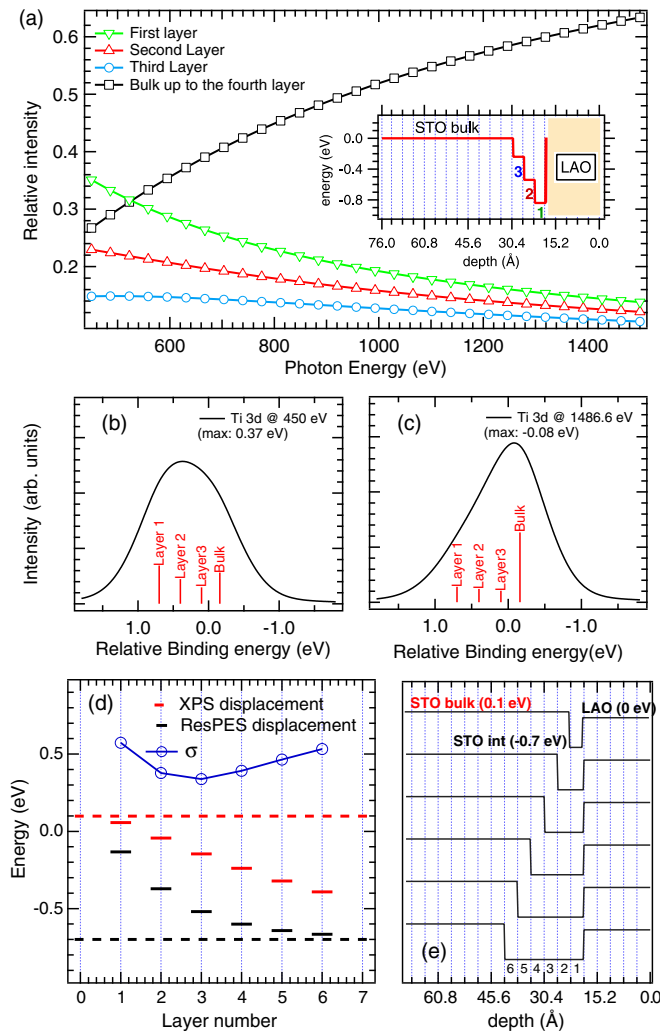 (a)
First layer
Second Layer
Third Layer
Bulk up to the fourth layer
Relative intensity
0.6
0.5
0.4
0.3
0.2
600
800
1000
1200
1400
Photon Energy (eV)
STO bulk
LAO
energy (eV)
0.0
-0.4
-0.8
3
2
1
76.0
60.8
45.6
30.4
15.2
0.0
depth (Å)
(b)
Ti 3d @ 450 eV
(max: 0.37 eV)
Intensity (arb. units)
Layer 1
Layer 2
Layer3
Bulk
1.0
0.0
-1.0
Relative Binding energy (eV)
(c)
Ti 3d @ 1486.6 eV
(max: -0.08 eV)
Layer 1
Layer 2
Layer3
Bulk
1.0
0.0
-1.0
Relative Binding energy(eV)
(d)
XPS displacement
ResPES displacement
σ
Energy (eV)
0.5
0.0
-0.5
0
1
2
3
4
5
6
7
Layer number
STO bulk (0.1 eV)
LAO (0 eV)
STO int (-0.7 eV)
(e)
6 5 4 3 2 1
60.8
45.6
30.4
15.2
0.0
depth (Å)